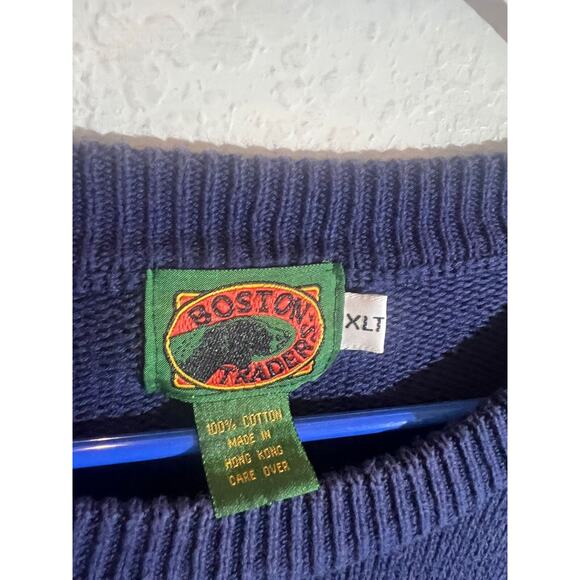 BOSTON
TRADERS
XLT
100% COTTON
MADE IN
HONG KONG
CARE OVER